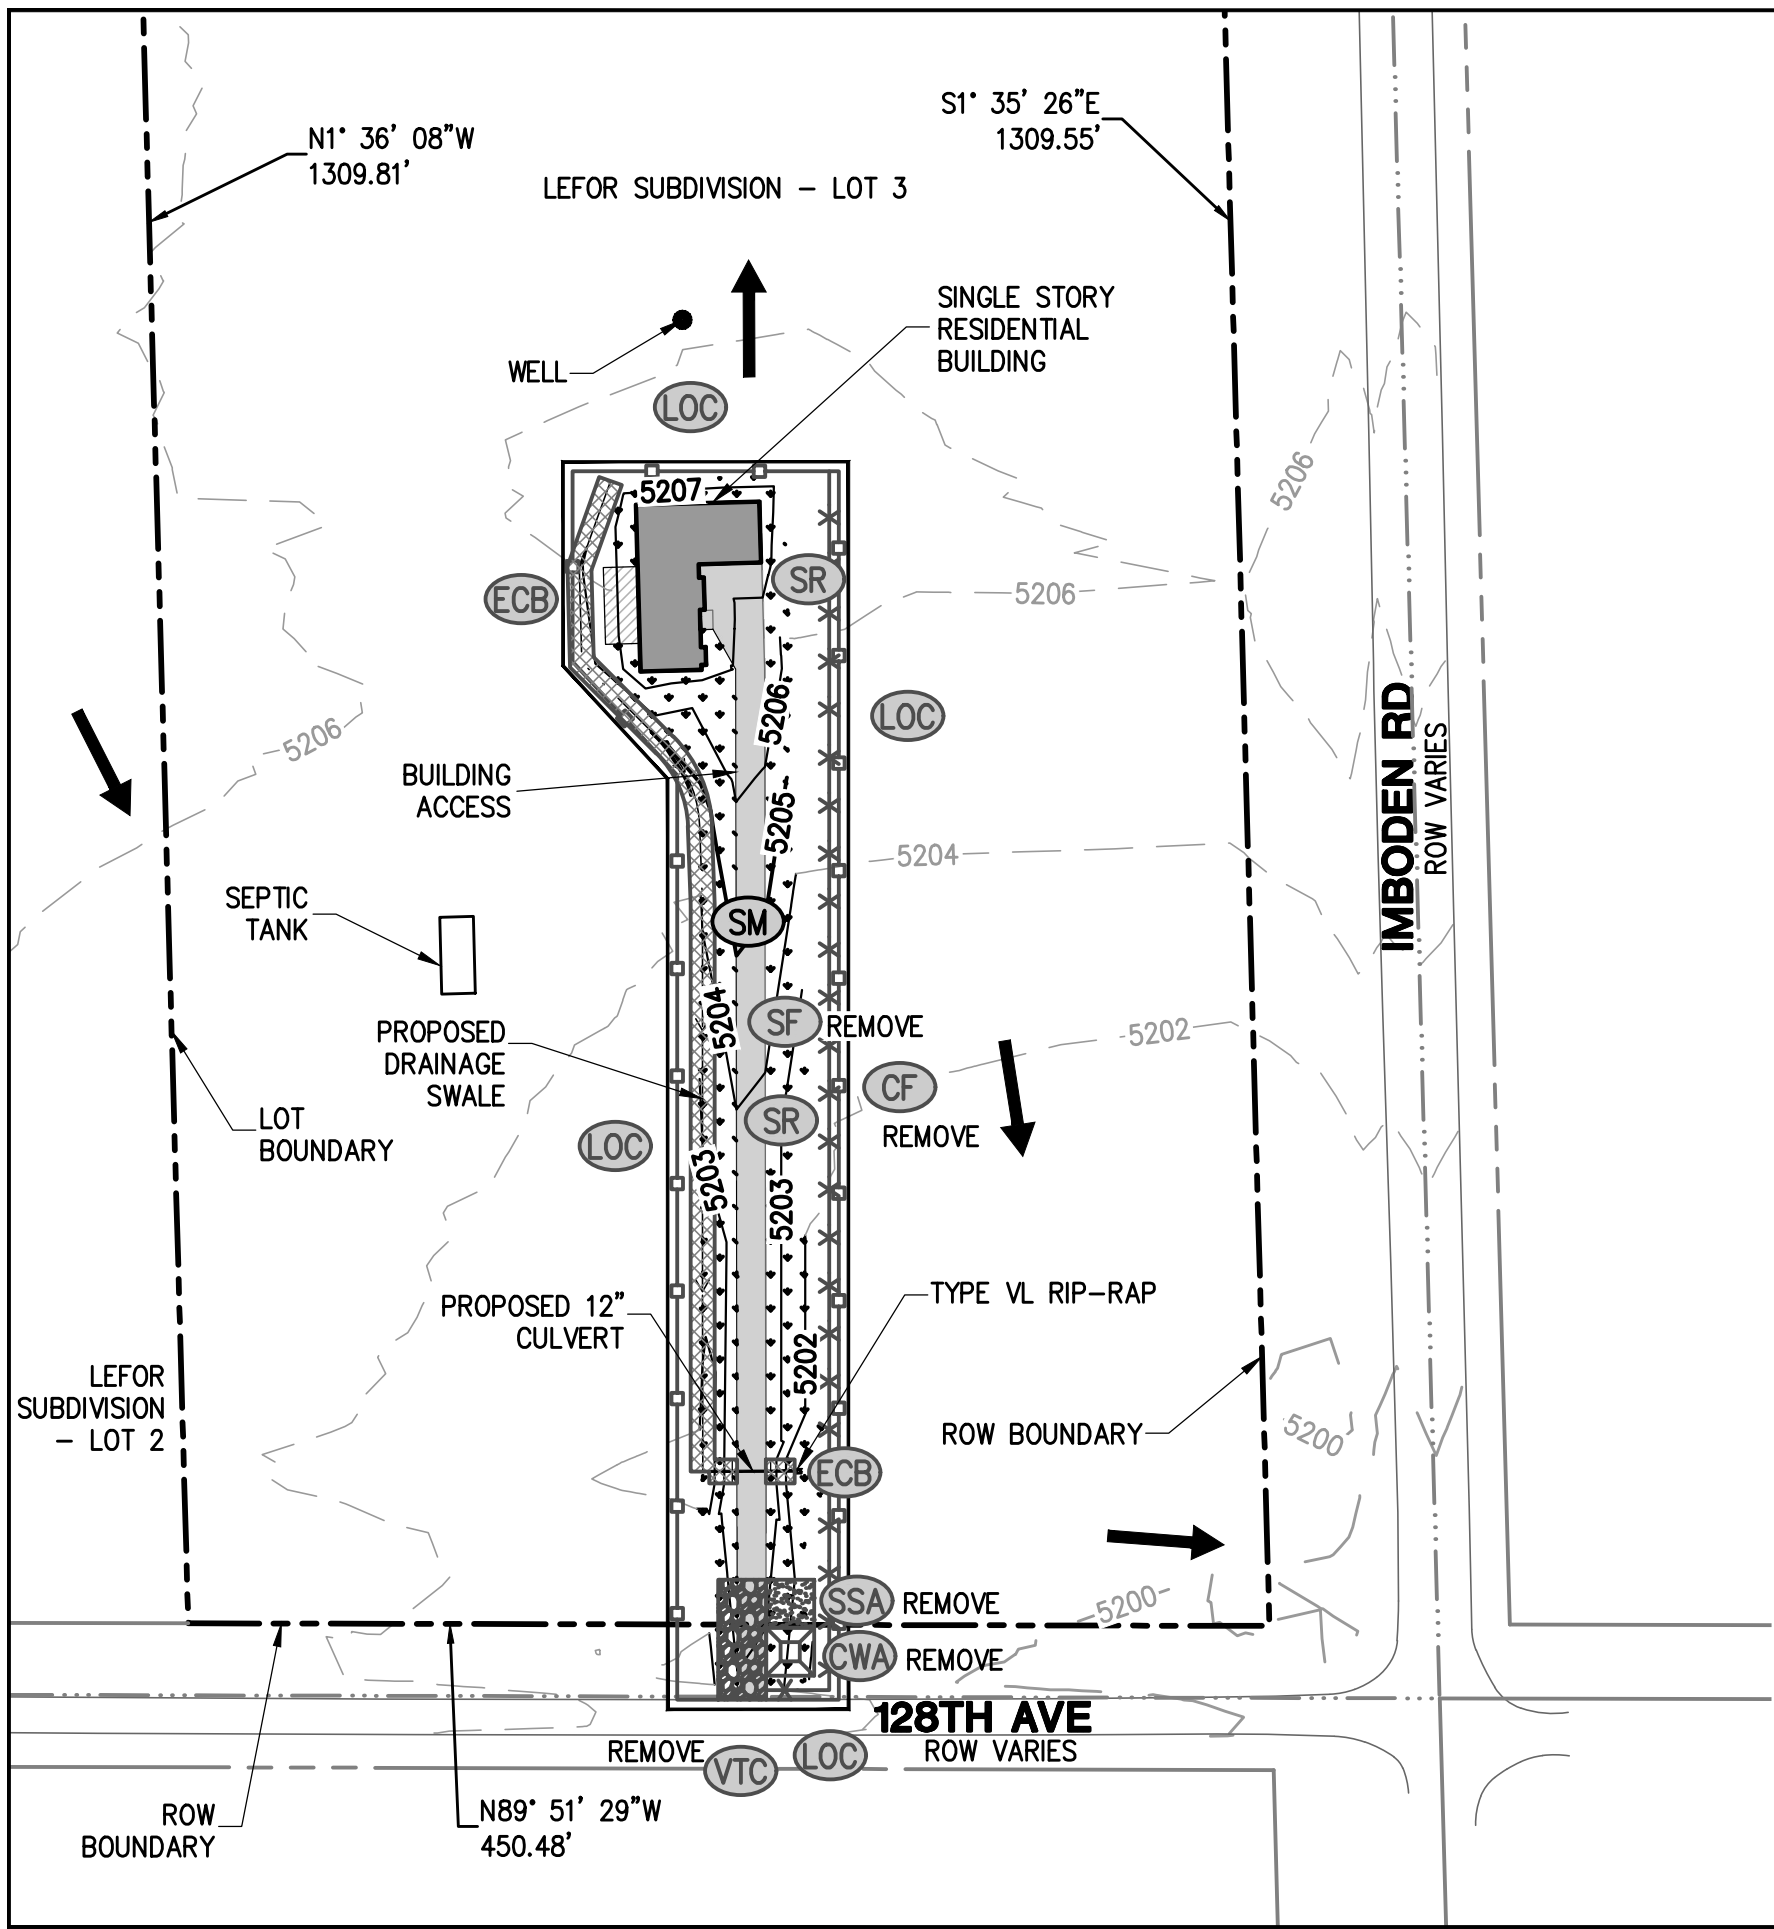 S1° 35' 26"E
1309.55'
N1° 36' 08"W
1309.81'
LEFOR SUBDIVISION – LOT 3
SINGLE STORY
RESIDENTIAL
BUILDING
WELL
LOC
5206
5207
ECB
SR
5206
5206
LOC
5206
BUILDING
ACCESS
5205
IMBODEN RD
ROW VARIES
5204
SEPTIC
TANK
SM
5204
SF
REMOVE
5202
PROPOSED
DRAINAGE
SWALE
CF
REMOVE
SR
LOT
BOUNDARY
LOC
5203
5203
PROPOSED 12"
CULVERT
TYPE VL RIP-RAP
5202
LEFOR
SUBDIVISION
– LOT 2
ROW BOUNDARY
5200
ECB
SSA
REMOVE
5200
CWA
REMOVE
128TH AVE
ROW VARIES
REMOVE
VTC
LOC
ROW
BOUNDARY
N89° 51' 29"W
450.48'